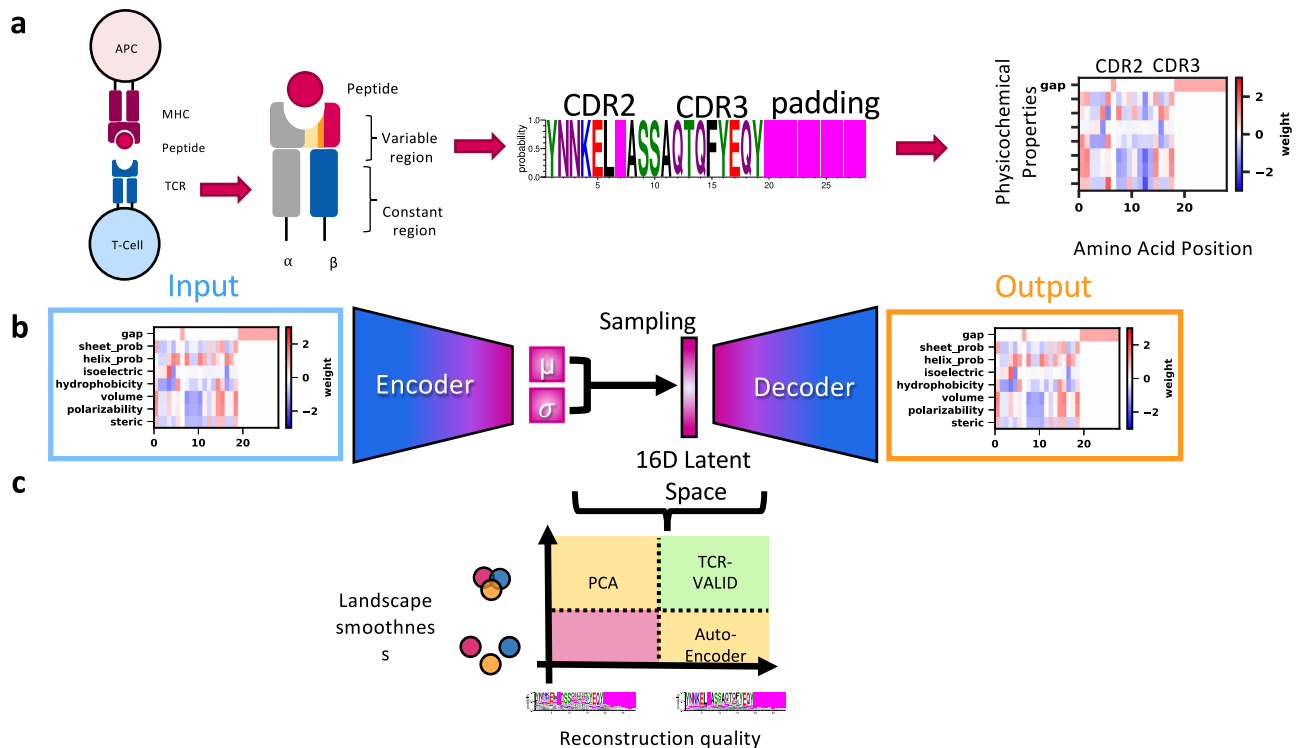 a
APC
MHC
Peptide
TCR
T-Cell
Peptide
Variable
region
Constant
region
α
β
CDR2
CDR3
padding
probability
1.0
0.5
0.0
YNNKEL ASSAQTQFYEQY
5
10
15
20
25
Physicochemical
Properties
CDR2
CDR3
gap
0
20
2
0
−2
weight
Amino Acid Position
Input
Output
b
gap
sheet_prob
helix_prob
isoelectric
hydrophobicity
volume
polarizability
steric
0
10
20
2
0
−2
weight
Encoder
μ
σ
Sampling
16D Latent
Space
Decoder
gap
sheet_prob
helix_prob
isoelectric
hydrophobicity
volume
polarizability
steric
0
10
20
2
0
−2
weight
c
Landscape
smoothnes
s
PCA
TCR-
VALID
Auto-
Encoder
YNNKEL ASSAQTQFYEQY
Reconstruction quality